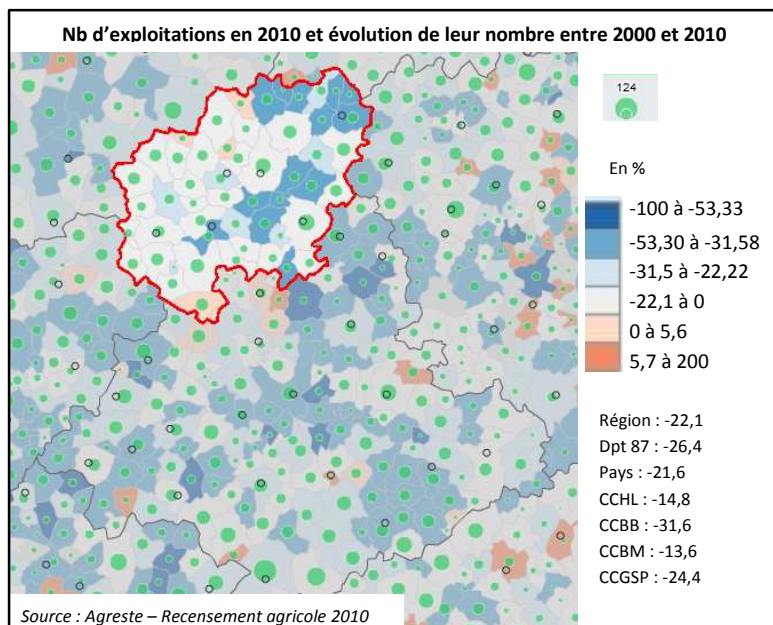 Nb d'exploitations en 2010 et évolution de leur nombre entre 2000 et 2010
124
En %
-100 à -53,33
-53,30 à -31,58
-31,5 à -22,22
-22,1 à 0
0 à 5,6
5,7 à 200
Région : -22,1
Dpt 87 : -26,4
Pays : -21,6
CCHL : -14,8
CCBB : -31,6
CCBM : -13,6
CCGSP : -24,4
Source : Agreste – Recensement agricole 2010